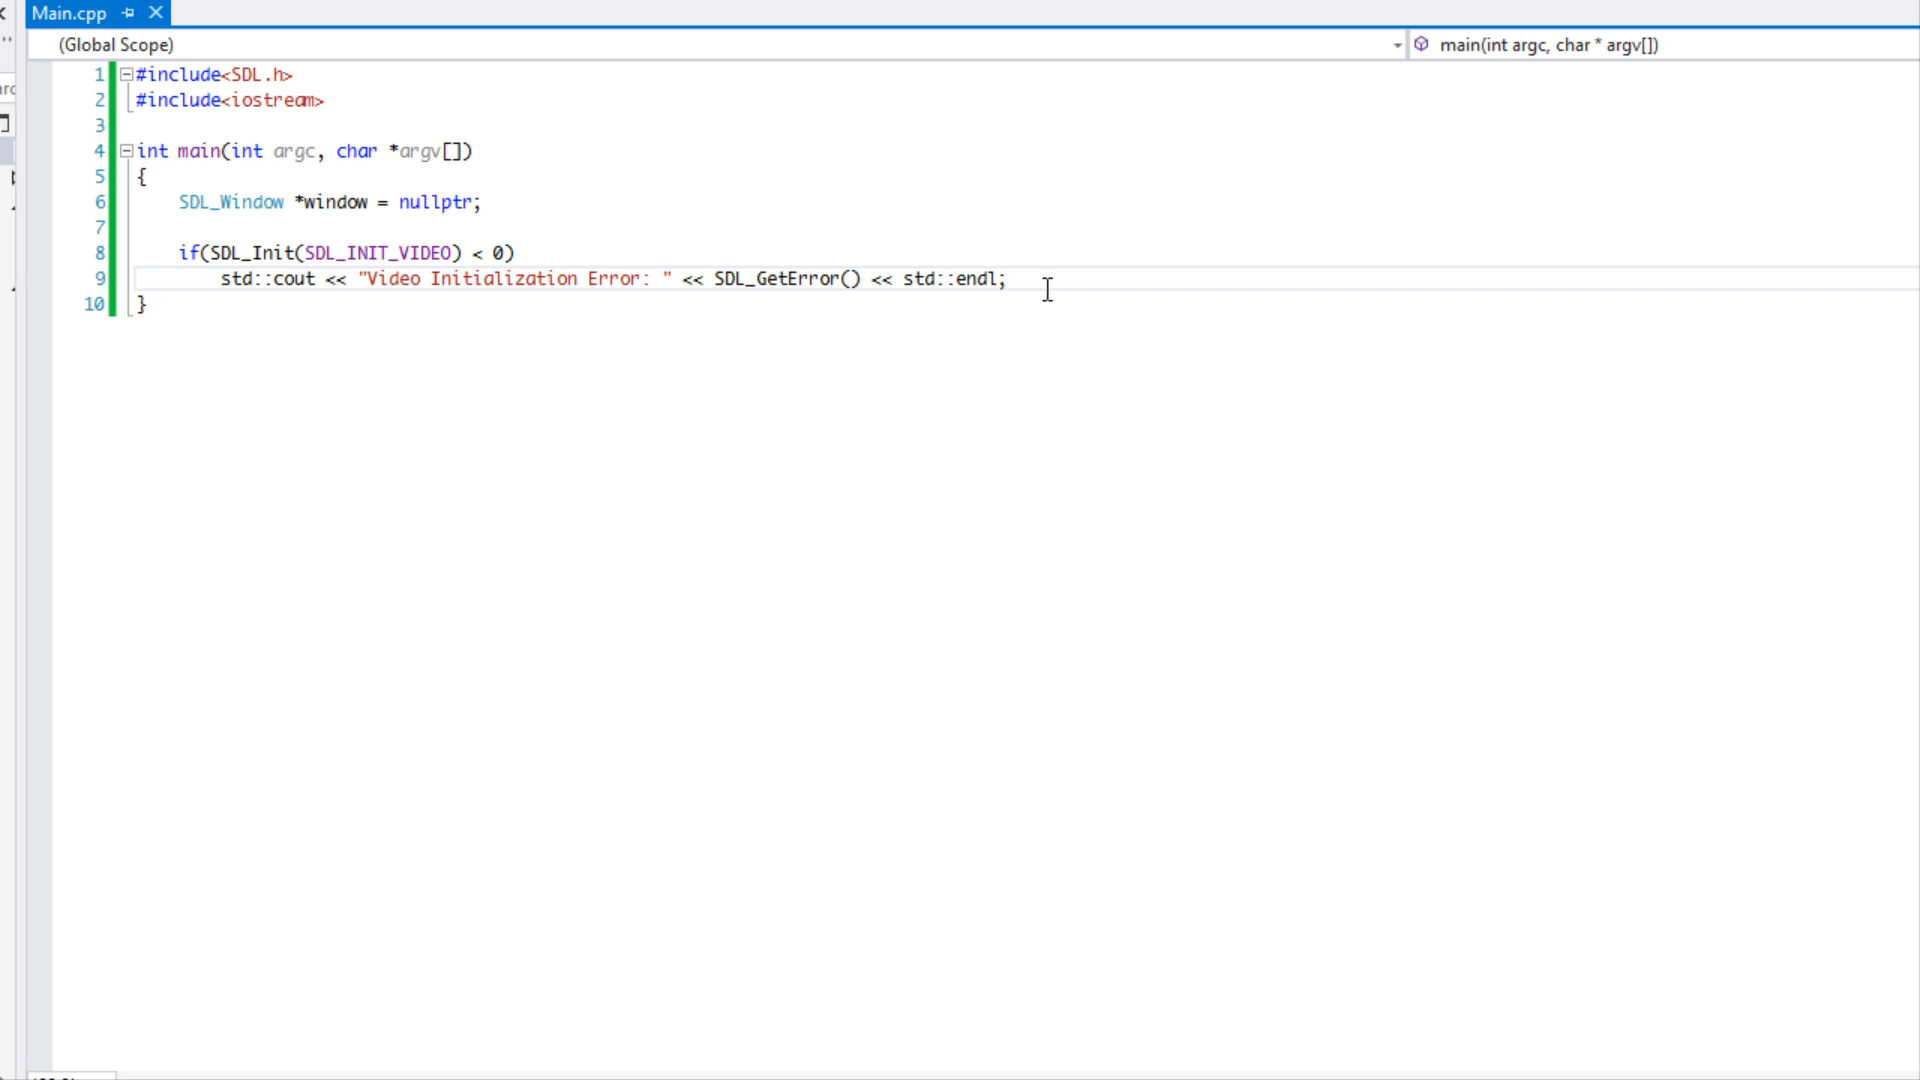 Main.cpp
(Global Scope)
main(int argc, char * argv[])
1 #include<SDL.h>
2 #include<iostream>
3
4 int main(int argc, char *argv[])
5 {
6 SDL_Window *window = nullptr;
7
8 if(SDL_Init(SDL_INIT_VIDEO) < 0)
9 std::cout << "Video Initialization Error: " << SDL_GetError() << std::endl;
10 }